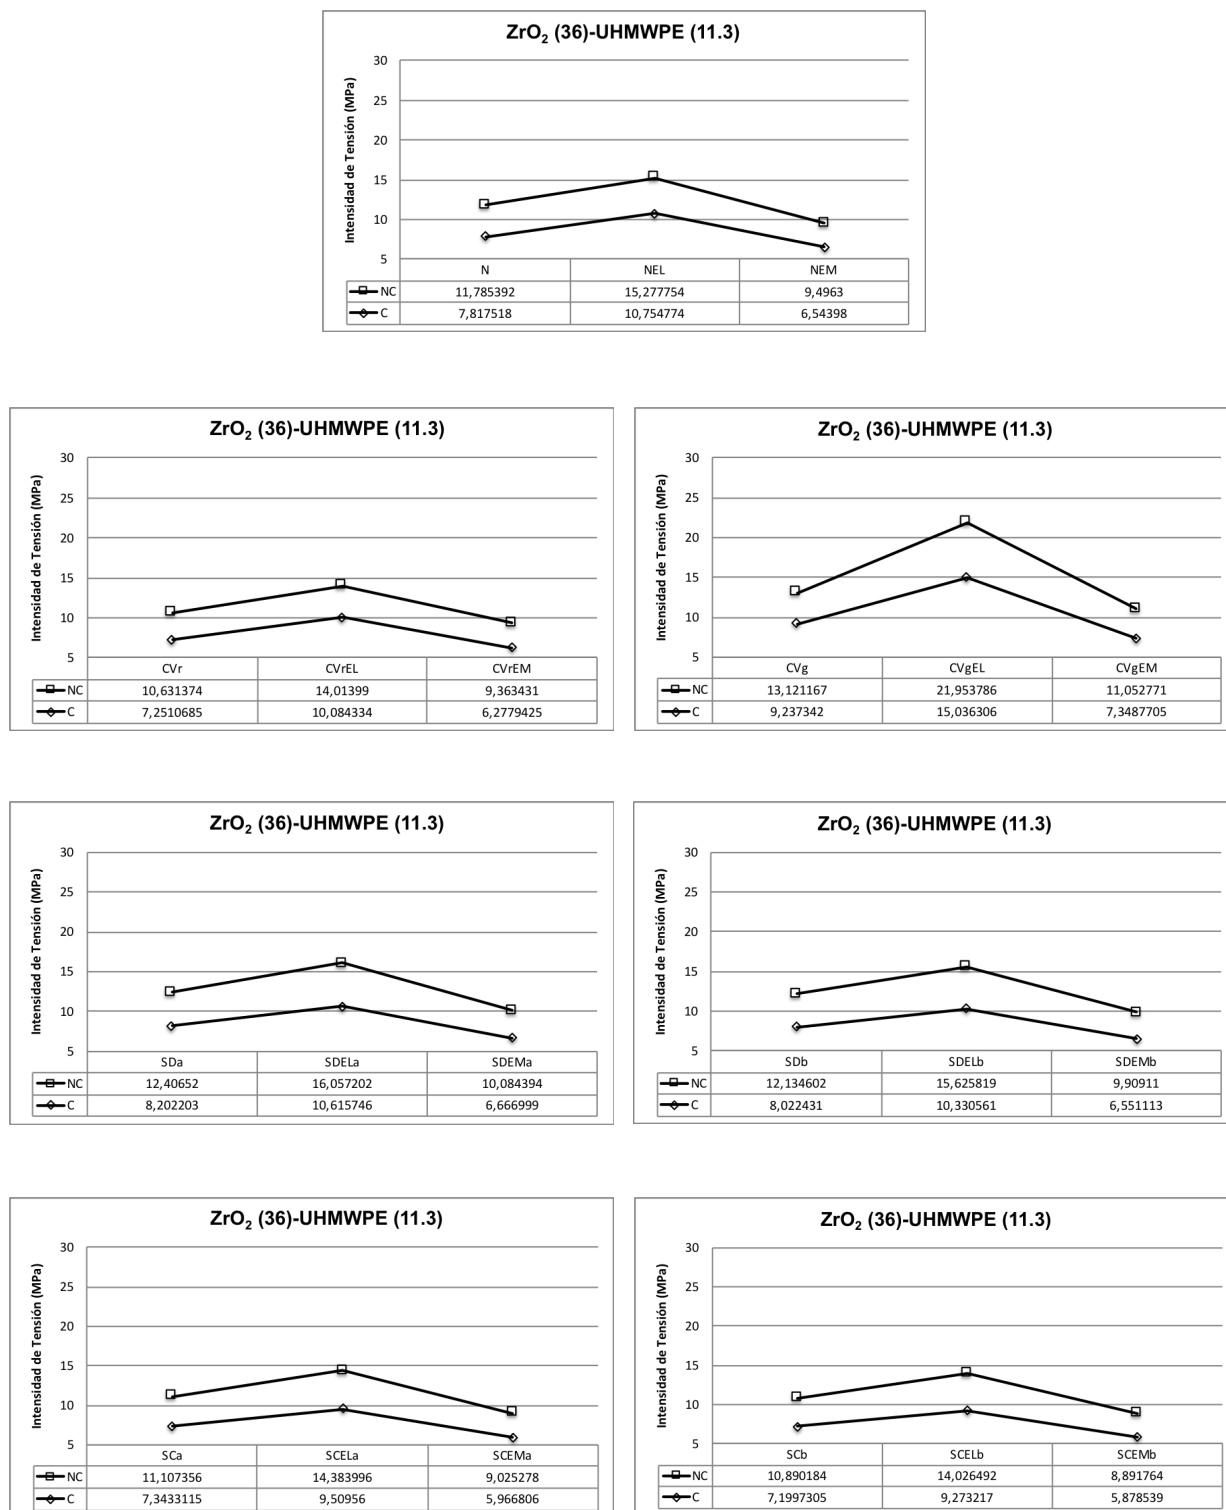 ZrO₂ (36)-UHMWPE (11.3)
Intensidad de Tensión (MPa)
30
25
20
15
10
5
N NEL NEM
NC 11,785392 15,277754 9,4963
C 7,817518 10,754774 6,54398
ZrO₂ (36)-UHMWPE (11.3)
Intensidad de Tensión (MPa)
30
25
20
15
10
5
CVr CVrEL CVrEM
NC 10,631374 14,01399 9,363431
C 7,2510685 10,084334 6,2779425
ZrO₂ (36)-UHMWPE (11.3)
Intensidad de Tensión (MPa)
30
25
20
15
10
5
CVg CVgEL CVgEM
NC 13,121167 21,953786 11,052771
C 9,237342 15,036306 7,3487705
ZrO₂ (36)-UHMWPE (11.3)
Intensidad de Tensión (MPa)
30
25
20
15
10
5
SDa SDELa SDEMa
NC 12,40652 16,057202 10,084394
C 8,202203 10,615746 6,666999
ZrO₂ (36)-UHMWPE (11.3)
Intensidad de Tensión (MPa)
30
25
20
15
10
5
SDb SDELb SDEMb
NC 12,134602 15,625819 9,90911
C 8,022431 10,330561 6,551113
ZrO₂ (36)-UHMWPE (11.3)
Intensidad de Tensión (MPa)
30
25
20
15
10
5
SCa SCELa SCEMa
NC 11,107356 14,383996 9,025278
C 7,3433115 9,50956 5,966806
ZrO₂ (36)-UHMWPE (11.3)
Intensidad de Tensión (MPa)
30
25
20
15
10
5
SCb SCELb SCEMb
NC 10,890184 14,026492 8,891764
C 7,1997305 9,273217 5,878539